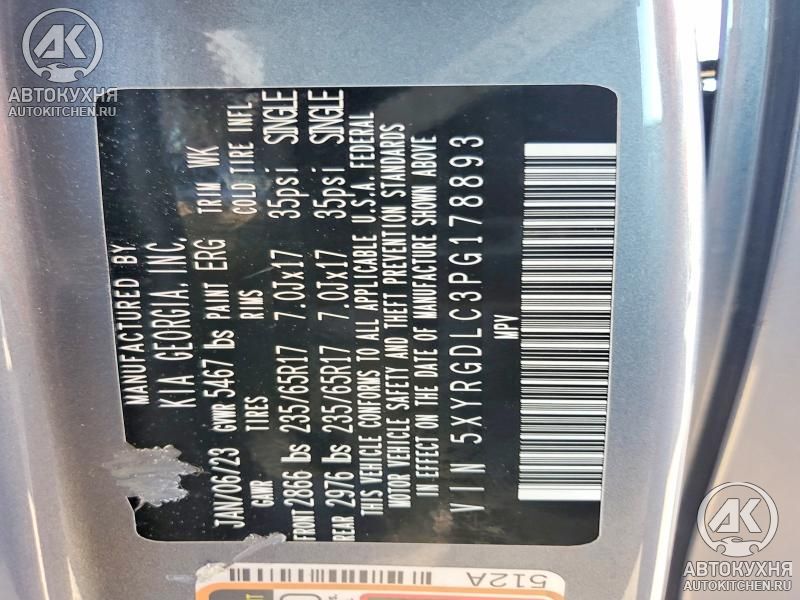 MANUFACTURED BY
KIA GEORGIA, INC.
JAN/06/23 GVWR 5467 lbs PAINT ERG TRIM WK
GAWR TIRES RIMS COLD TIRE INFL
FRONT 2866 lbs 235/65R17 7.0Jx17 35psi SINGLE
REAR 2976 lbs 235/65R17 7.0Jx17 35psi SINGLE
THIS VEHICLE CONFORMS TO ALL APPLICABLE U.S.A. FEDERAL
MOTOR VEHICLE SAFETY AND THEFT PREVENTION STANDARDS
IN EFFECT ON THE DATE OF MANUFACTURE SHOWN ABOVE
VIN 5XYRGDLC3PG178893
MPV
512A
AK
АВТОКУХНЯ
AUTOKITCHEN.RU
AK
АВТОКУХНЯ
AUTOKITCHEN.RU